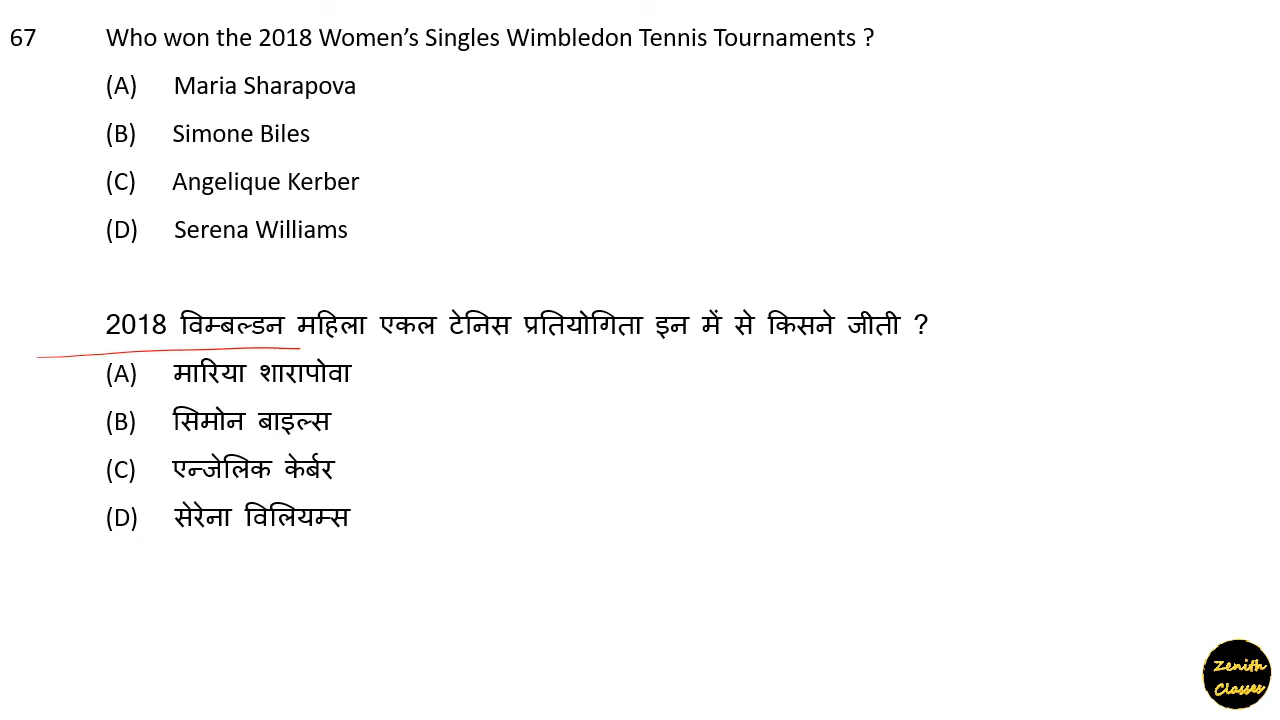 67 Who won the 2018 Women’s Singles Wimbledon Tennis Tournaments ?
(A) Maria Sharapova
(B) Simone Biles
(C) Angelique Kerber
(D) Serena Williams
2018 विम्बल्डन महिला एकल टेनिस प्रतियोगिता इन में से किसने जीती ?
(A) मारिया शारापोवा
(B) सिमोन बाइल्स
(C) एन्जेलिक केर्बर
(D) सेरेना विलियम्स
Zenith
Classes